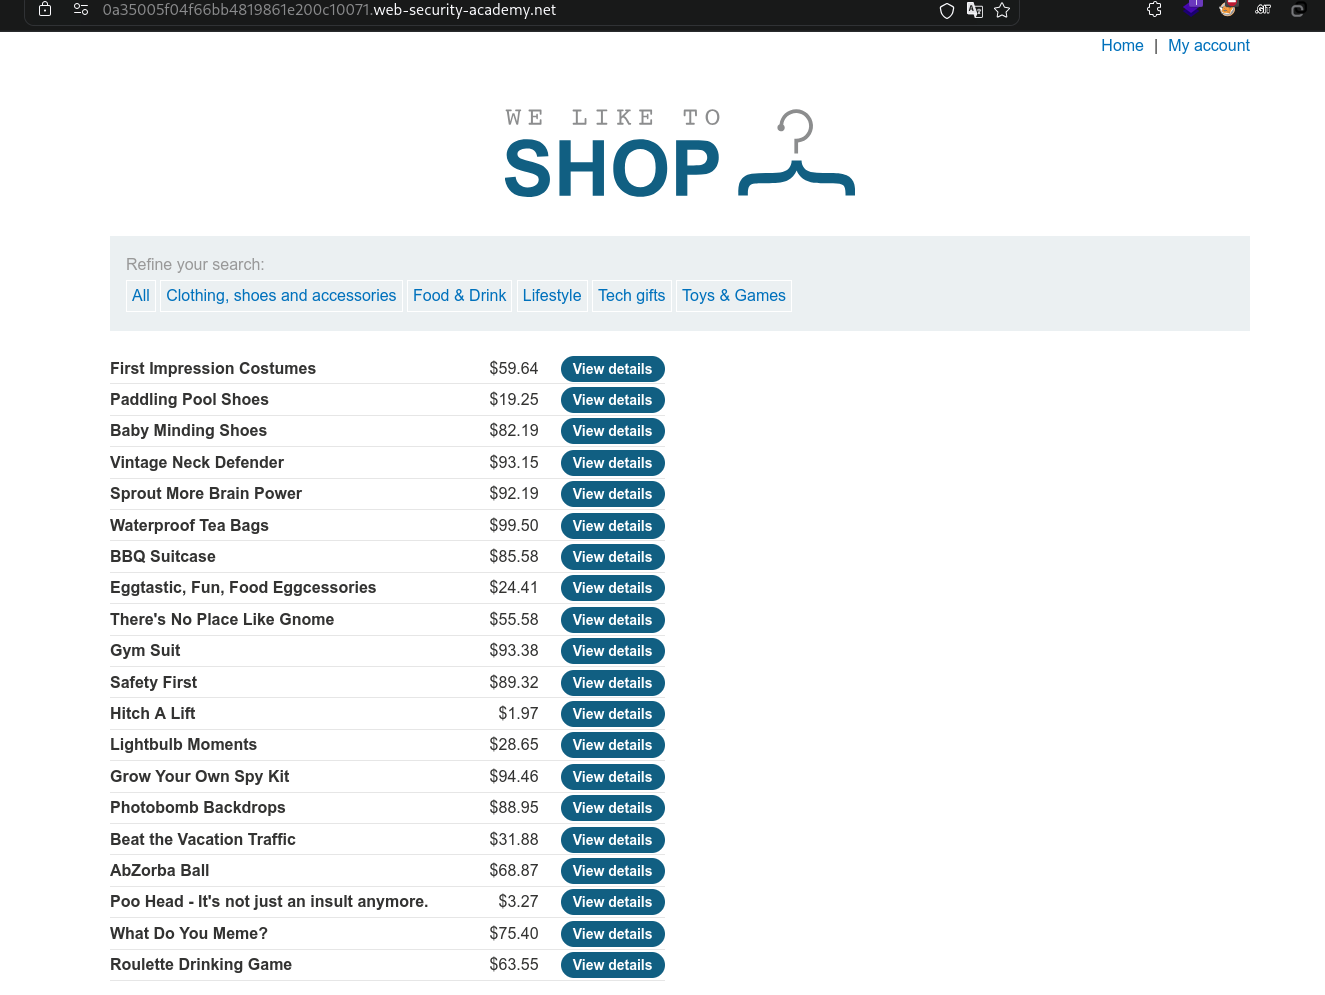 0a35005f04f66bb4819861e200c10071.web-security-academy.net
Home | My account
WE LIKE TO
SHOP
Refine your search:
All Clothing, shoes and accessories Food & Drink Lifestyle Tech gifts Toys & Games
First Impression Costumes $59.64 View details
Paddling Pool Shoes $19.25 View details
Baby Minding Shoes $82.19 View details
Vintage Neck Defender $93.15 View details
Sprout More Brain Power $92.19 View details
Waterproof Tea Bags $99.50 View details
BBQ Suitcase $85.58 View details
Eggtastic, Fun, Food Eggcessories $24.41 View details
There's No Place Like Gnome $55.58 View details
Gym Suit $93.38 View details
Safety First $89.32 View details
Hitch A Lift $1.97 View details
Lightbulb Moments $28.65 View details
Grow Your Own Spy Kit $94.46 View details
Photobomb Backdrops $88.95 View details
Beat the Vacation Traffic $31.88 View details
AbZorba Ball $68.87 View details
Poo Head - It's not just an insult anymore. $3.27 View details
What Do You Meme? $75.40 View details
Roulette Drinking Game $63.55 View details